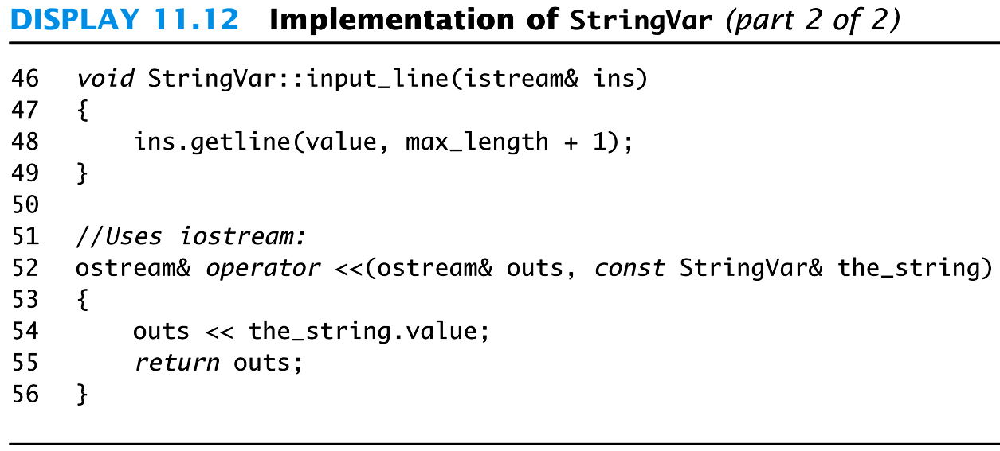 DISPLAY 11.12 Implementation of StringVar (part 2 of 2)
46 void StringVar::input_line(istream& ins)
47 {
48 ins.getline(value, max_length + 1);
49 }
50
51 //Uses iostream:
52 ostream& operator <<(ostream& outs, const StringVar& the_string)
53 {
54 outs << the_string.value;
55 return outs;
56 }